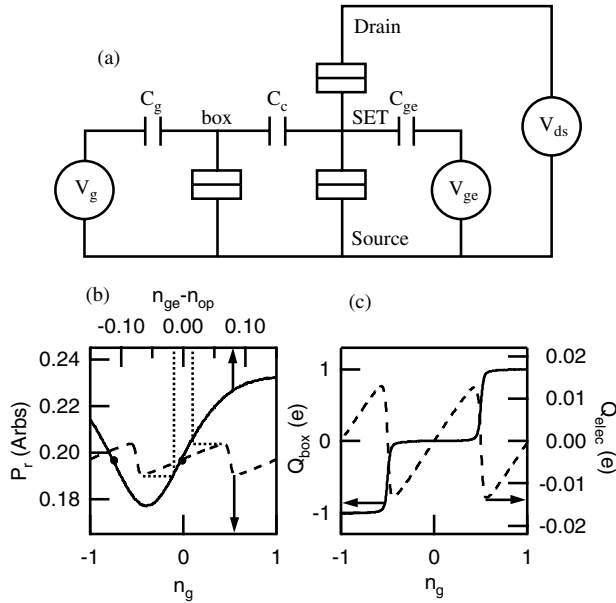 Drain
(a)
C_g
box
C_c
SET
C_ge
V_g
V_ge
V_ds
Source
(b)
n_ge-n_op
-0.10 0.00 0.10
P_r (Arbs)
0.24
0.22
0.20
0.18
-1 0 1
n_g
(c)
Q_box (e)
1
0
-1
0.02
0.01
0.00
-0.01
-0.02
Q_elec (e)
-1 0 1
n_g